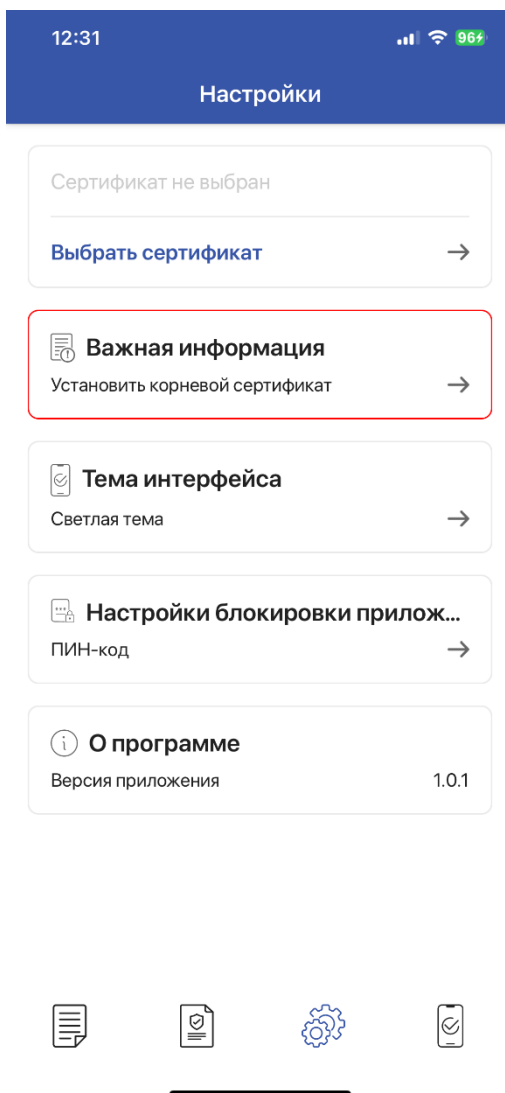 12:31
96
Настройки
Сертификат не выбран
Выбрать сертификат
Важная информация
Установить корневой сертификат
Тема интерфейса
Светлая тема
Настройки блокировки прилож...
ПИН-код
О программе
Версия приложения 1.0.1